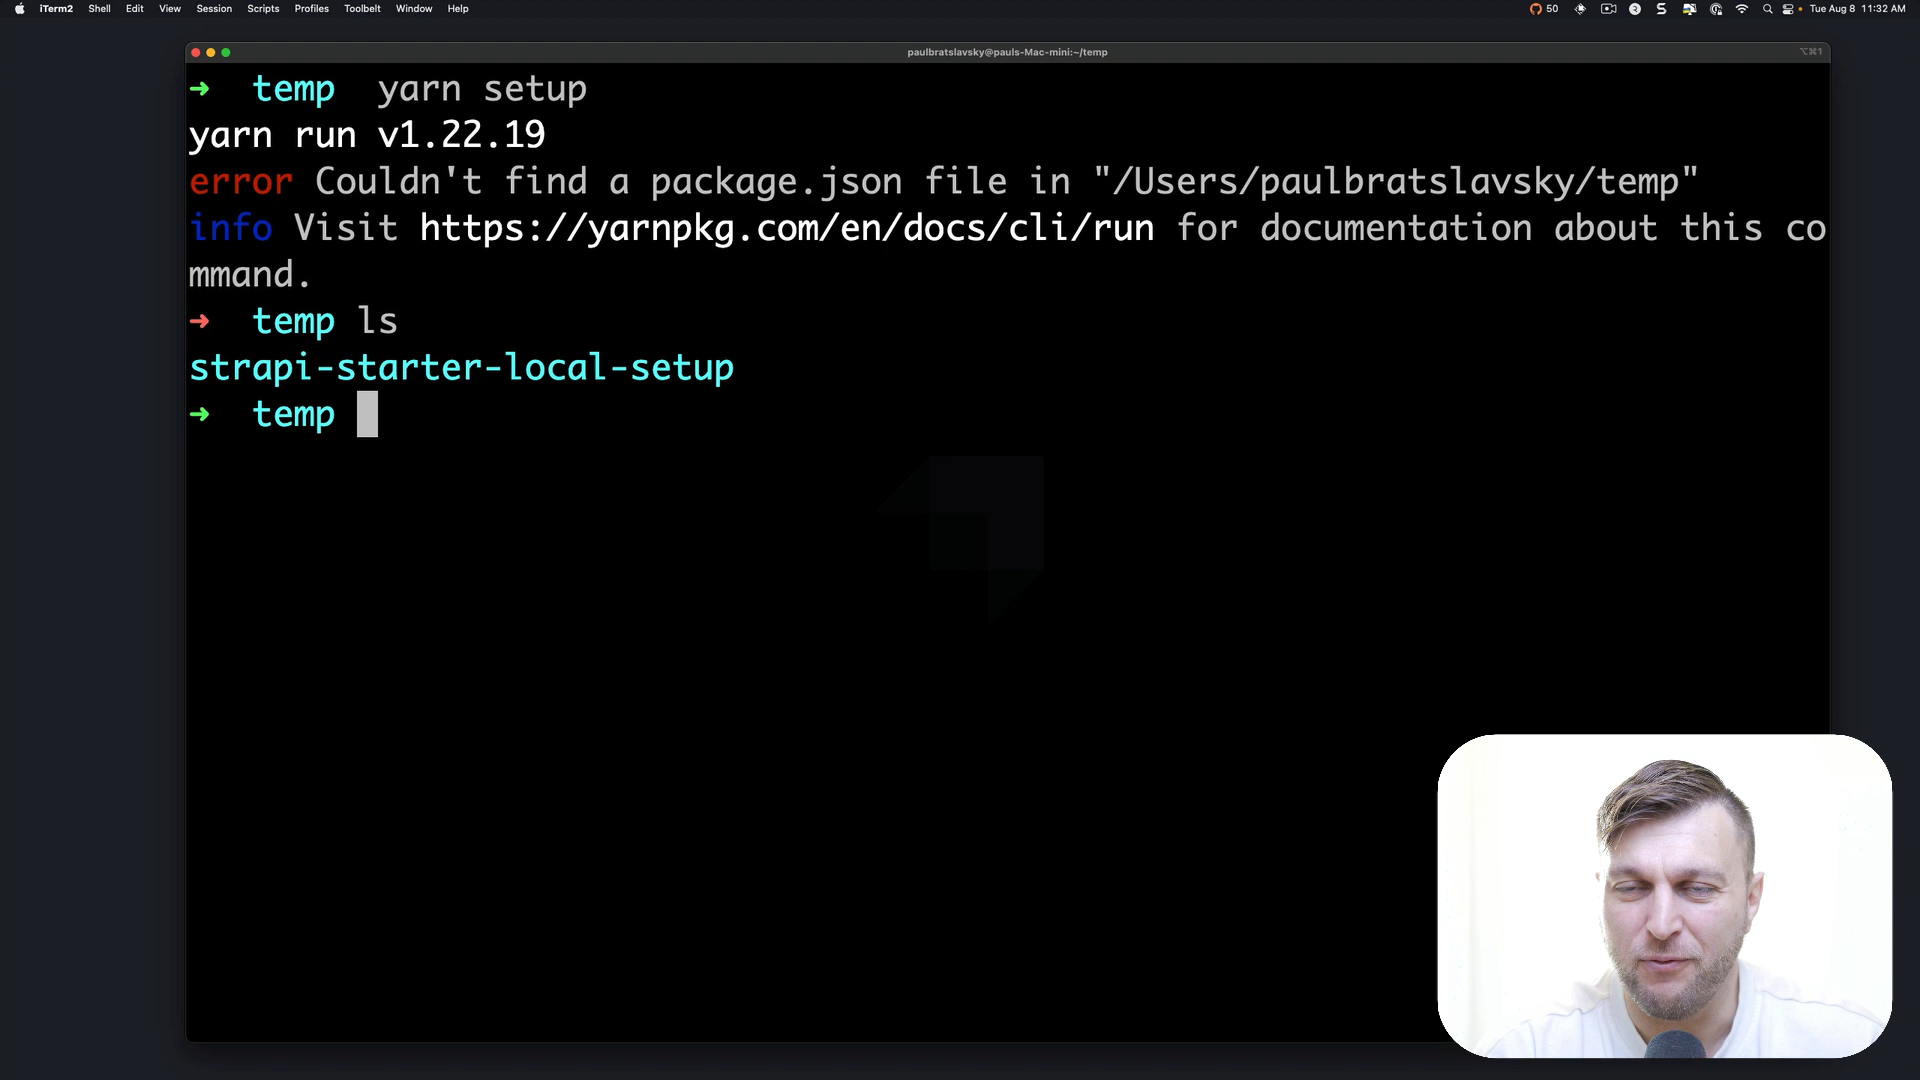 iTerm2 Shell Edit View Session Scripts Profiles Toolbelt Window Help 50 Tue Aug 8 11:32 AM
paulbratslavsky@pauls-Mac-mini:~/temp ⌥⌘1
➜ temp yarn setup
yarn run v1.22.19
error Couldn't find a package.json file in "/Users/paulbratslavsky/temp"
info Visit https://yarnpkg.com/en/docs/cli/run for documentation about this co
mmand.
➜ temp ls
strapi-starter-local-setup
➜ temp